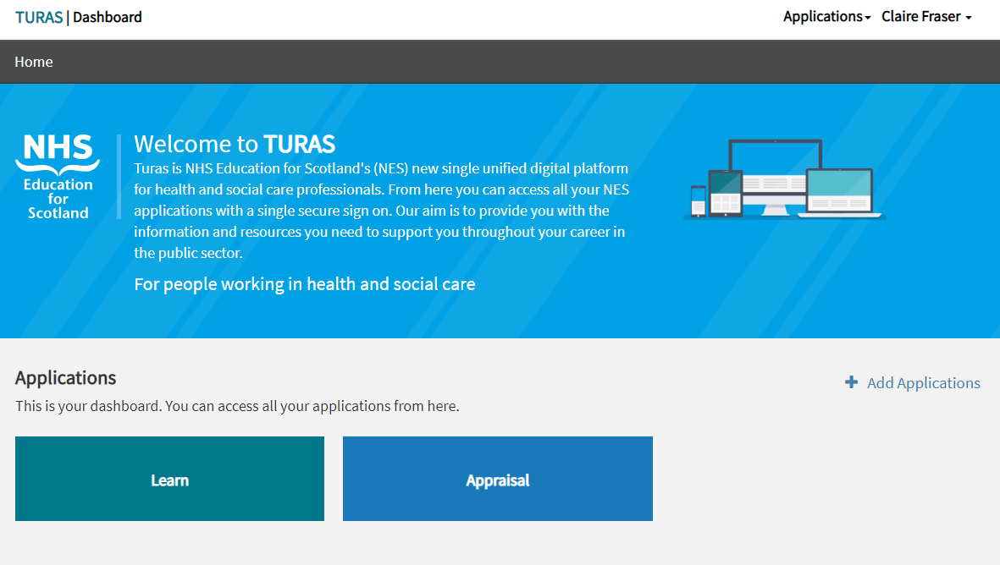 TURAS | Dashboard
Applications Claire Fraser
Home
NHS
Education
for
Scotland
Welcome to TURAS
Turas is NHS Education for Scotland's (NES) new single unified digital platform
for health and social care professionals. From here you can access all your NES
applications with a single secure sign on. Our aim is to provide you with the
information and resources you need to support you throughout your career in
the public sector.
For people working in health and social care
Applications
Add Applications
This is your dashboard. You can access all your applications from here.
Learn
Appraisal